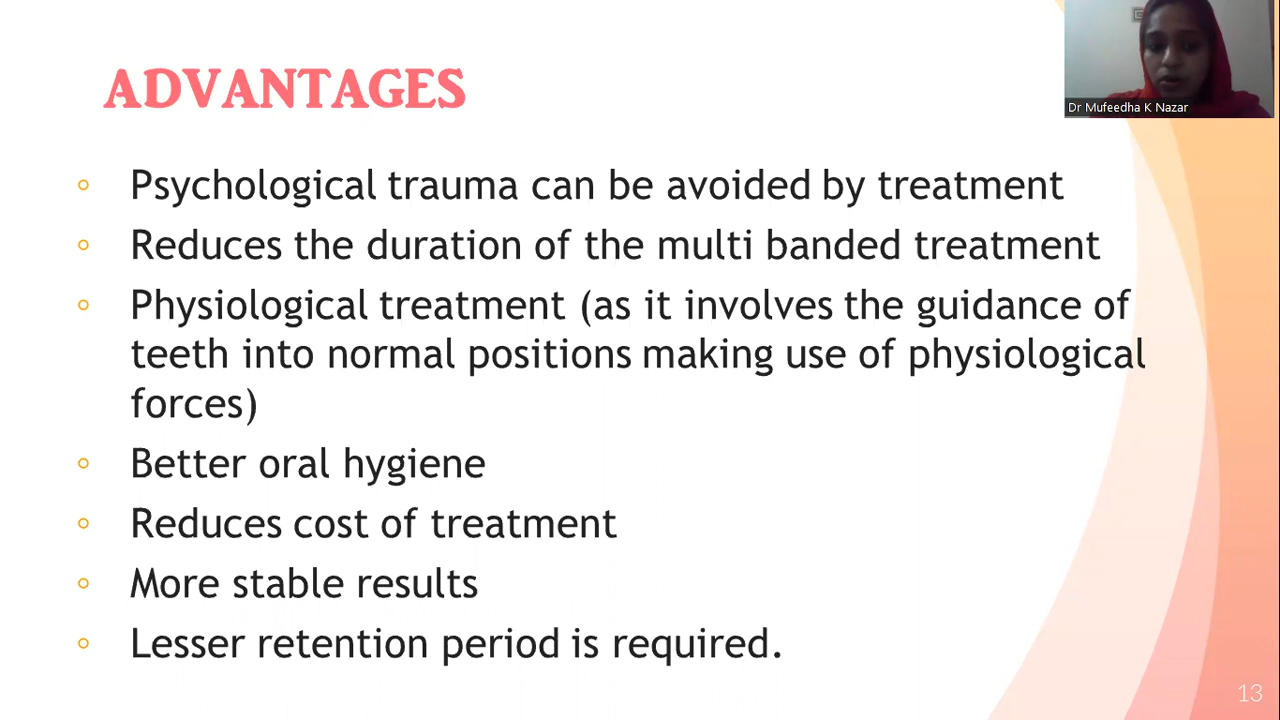 ADVANTAGES
Dr Mufeedha K Nazar
◦ Psychological trauma can be avoided by treatment
◦ Reduces the duration of the multi banded treatment
◦ Physiological treatment (as it involves the guidance of
teeth into normal positions making use of physiological
forces)
◦ Better oral hygiene
◦ Reduces cost of treatment
◦ More stable results
◦ Lesser retention period is required.
13